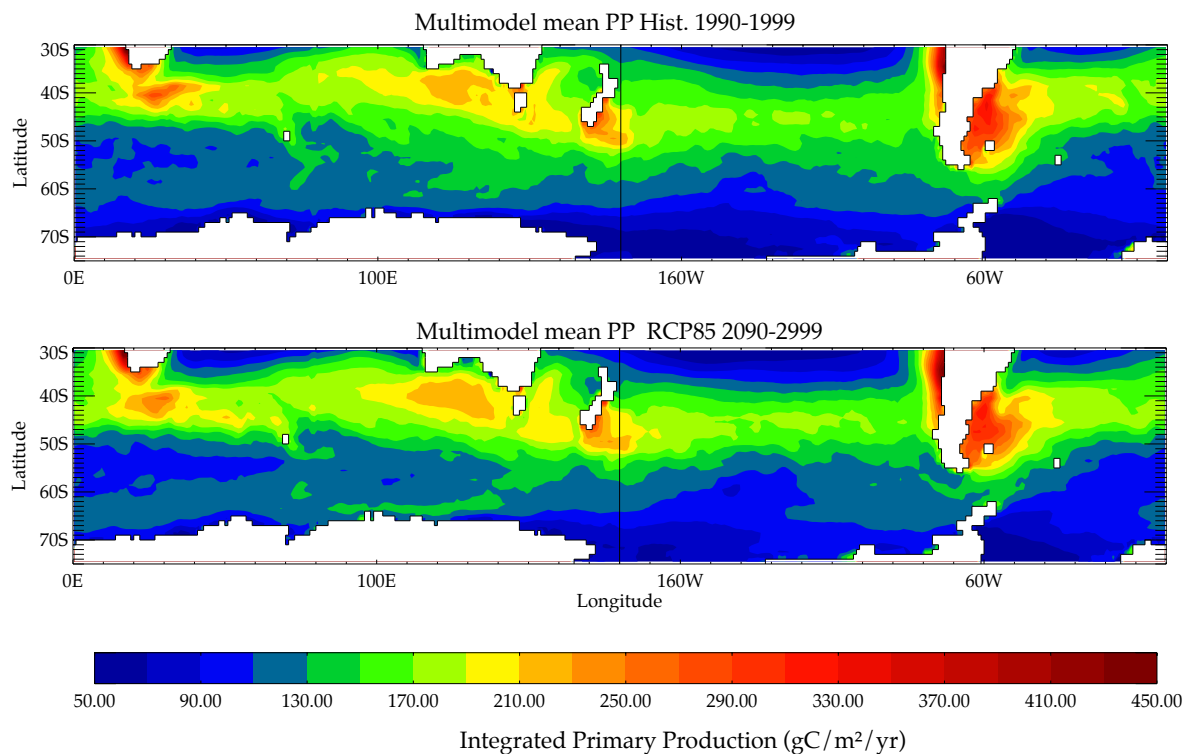 Multimodel mean PP Hist. 1990-1999
30S
40S
50S
60S
70S
Latitude
0E 100E 160W 60W
Multimodel mean PP RCP85 2090-2999
30S
40S
50S
60S
70S
Latitude
0E 100E 160W 60W
Longitude
50.00 90.00 130.00 170.00 210.00 250.00 290.00 330.00 370.00 410.00 450.00
Integrated Primary Production (gC/m²/yr)